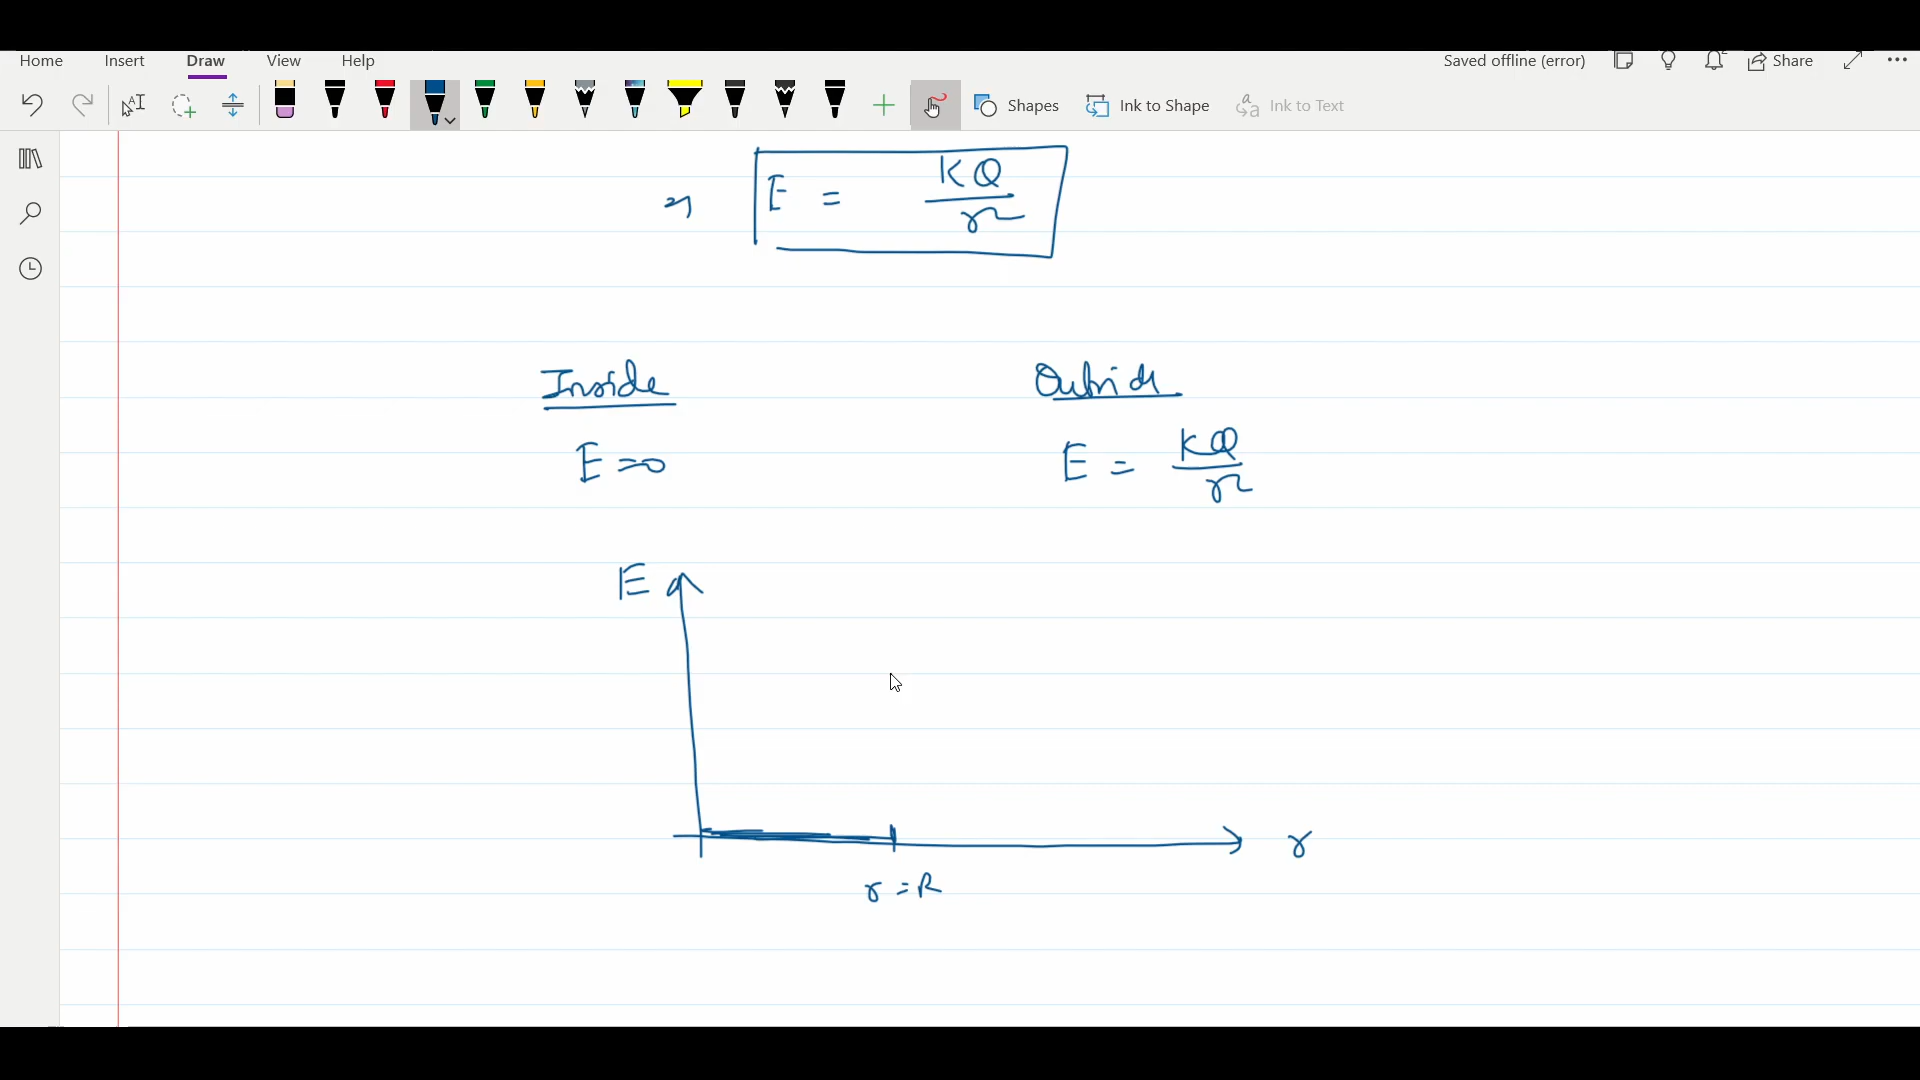 Home Insert Draw View Help Saved offline (error) Share
Shapes Ink to Shape Ink to Text
E = KQ/r²
Inside Outside
E = 0 E = KQ/r²
E
r
r = R